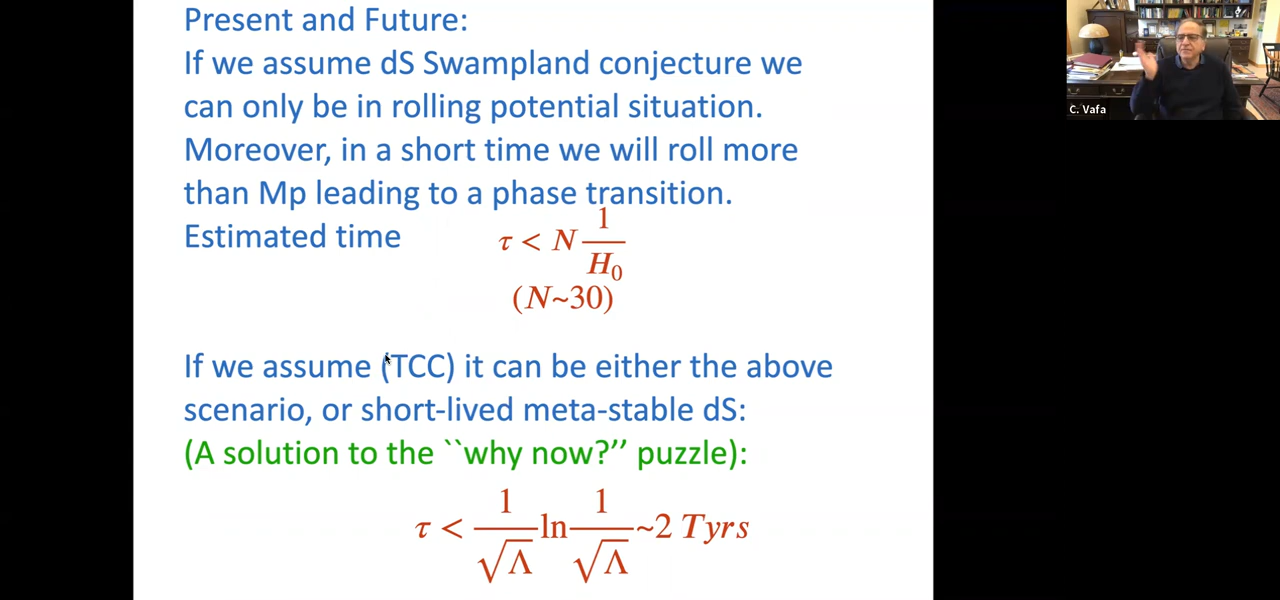 Present and Future:
If we assume dS Swampland conjecture we
can only be in rolling potential situation.
Moreover, in a short time we will roll more
than Mp leading to a phase transition.
Estimated time τ < N 1/H₀
(N~30)
If we assume (TCC) it can be either the above
scenario, or short-lived meta-stable dS:
(A solution to the ``why now?’’ puzzle):
τ < 1/√Λ ln 1/√Λ ~2 Tyrs
C. Vafa